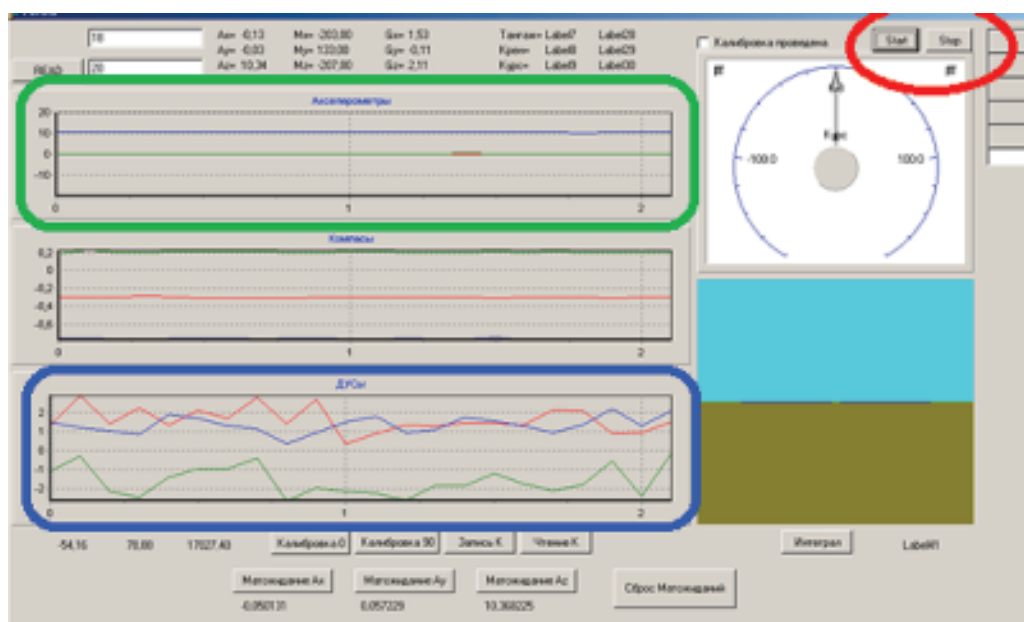 10 Ax= -0,13 Mx= -203,00 Gx= 1,53 Тангаж= Label7 Label28
Ay= -0,03 My= 133,00 Gy= -0,11 Крен= Label8 Label29
READ 20 Az= 10,34 Mz= -207,00 Gz= 2,11 Курс= Label9 Label30
Калибровка проведена Start Stop
Акселерометры
20
10
0
-10
0 1 2
Курс
-100.0 100.0
Компасы
0,2
0
-0,2
-0,4
-0,6
0 1 2
ДУСы
2
1
0
-1
-2
0 1 2
-54,16 78,00 17027,40 Калибровка 0 Калибровка 90 Запись К. Чтение К. Интеграл Label41
Матожидание Ax Матожидание Ay Матожидание Az Сброс Матожиданий
-0,050131 0,057229 10,368225